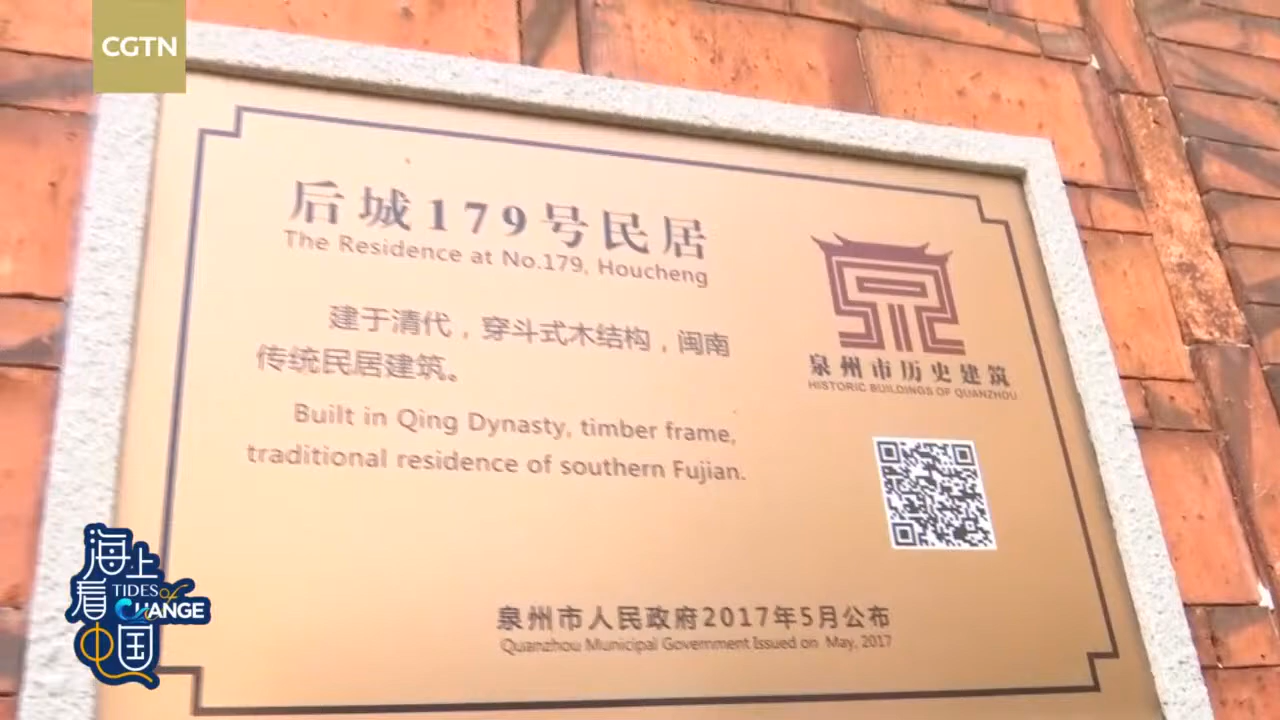 CGTN
后城179号民居
The Residence at No.179, Houcheng
建于清代，穿斗式木结构，闽南
传统民居建筑。
Built in Qing Dynasty, timber frame,
traditional residence of southern Fujian.
泉州市历史建筑
HISTORIC BUILDINGS OF QUANZHOU
泉州市人民政府2017年5月公布
Quanzhou Municipal Government Issued on May, 2017
海上
看
中国
TIDES of
CHANGE